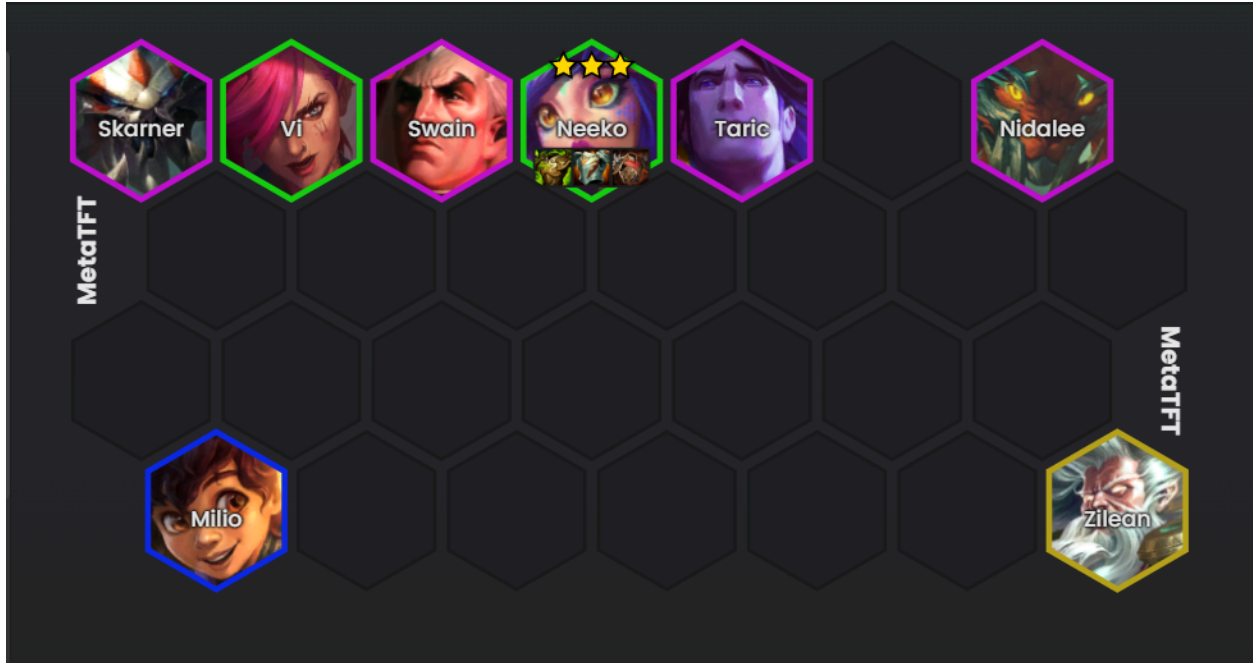 Skarner
Vi
Swain
Neeko
Taric
Nidalee
MetaTFT
MetaTFT
Milio
Zilean